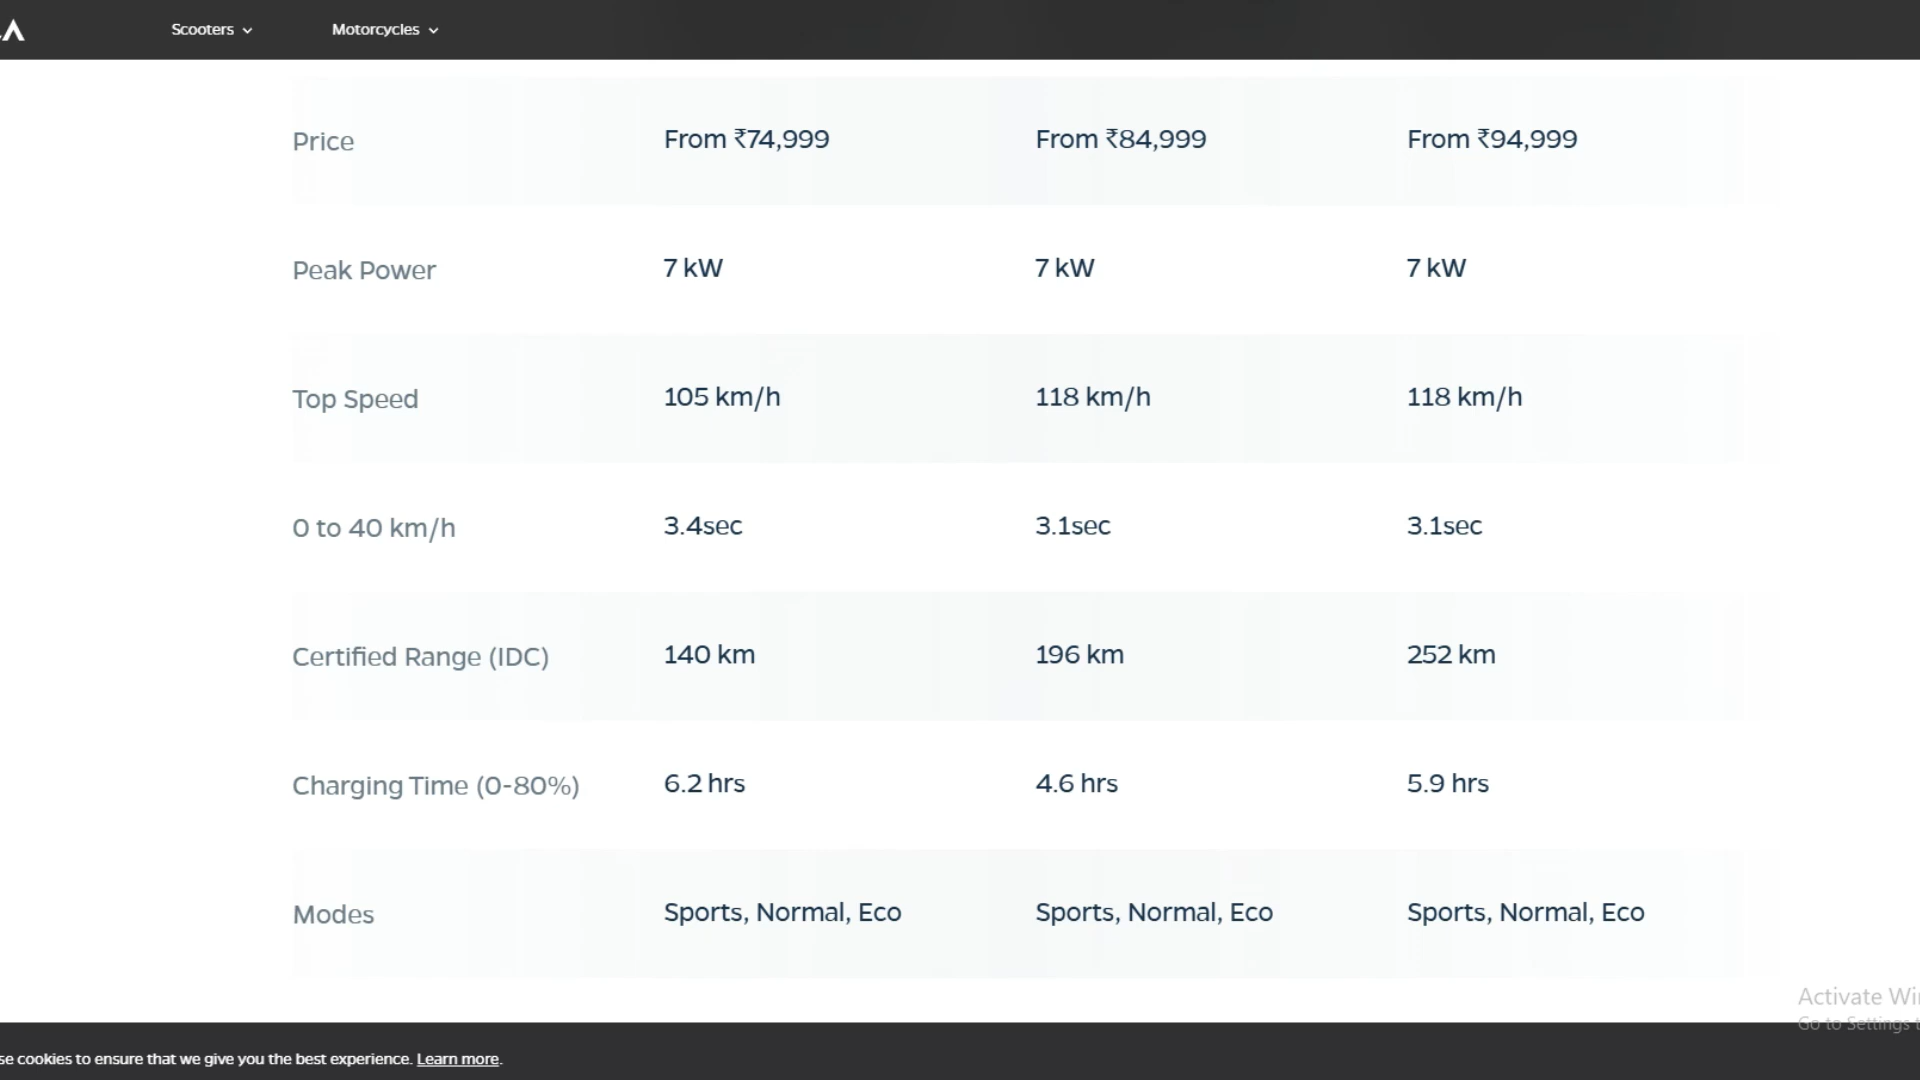 Scooters
Motorcycles
Price From ₹74,999 From ₹84,999 From ₹94,999
Peak Power 7 kW 7 kW 7 kW
Top Speed 105 km/h 118 km/h 118 km/h
0 to 40 km/h 3.4sec 3.1sec 3.1sec
Certified Range (IDC) 140 km 196 km 252 km
Charging Time (0-80%) 6.2 hrs 4.6 hrs 5.9 hrs
Modes Sports, Normal, Eco Sports, Normal, Eco Sports, Normal, Eco
Activate
Go to Settings
cookies to ensure that we give you the best experience. Learn more.